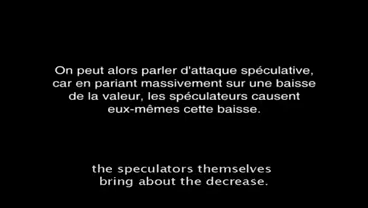 On peut alors parler d'attaque spéculative,
car en pariant massivement sur une baisse
de la valeur, les spéculateurs causent
eux-mêmes cette baisse.
the speculators themselves
bring about the decrease.